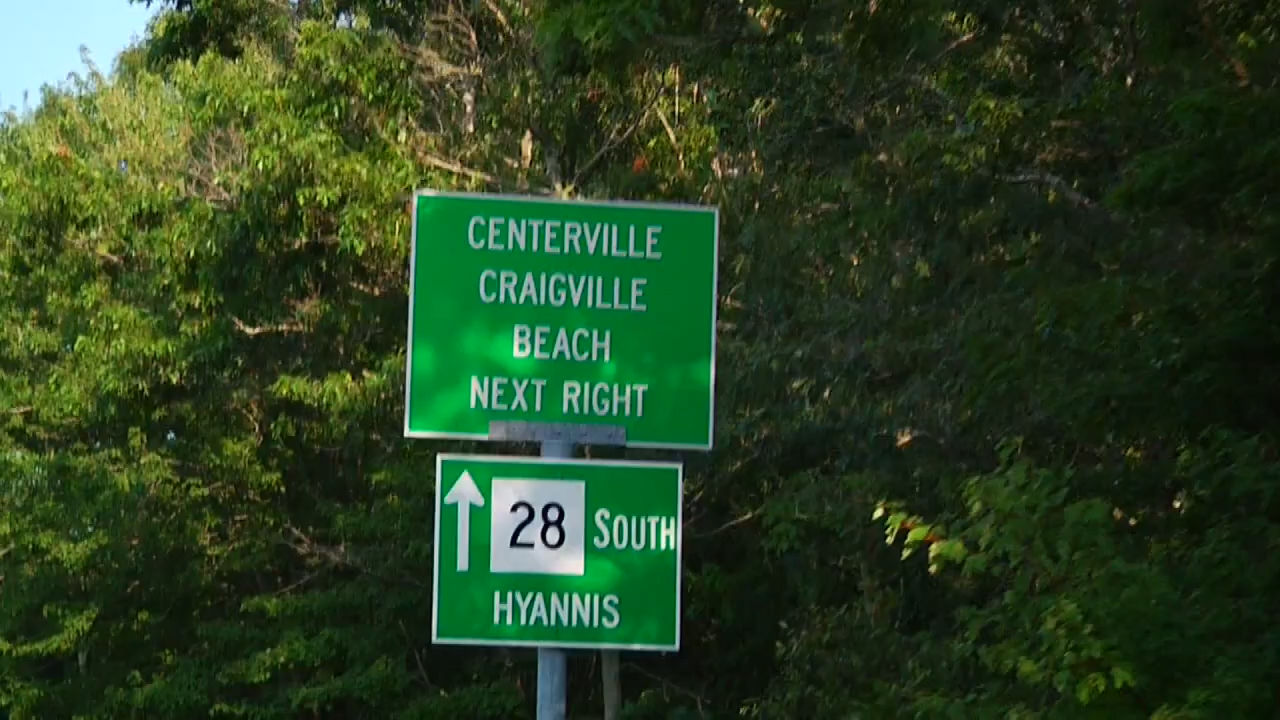 CENTERVILLE
CRAIGVILLE
BEACH
NEXT RIGHT
28 SOUTH
HYANNIS